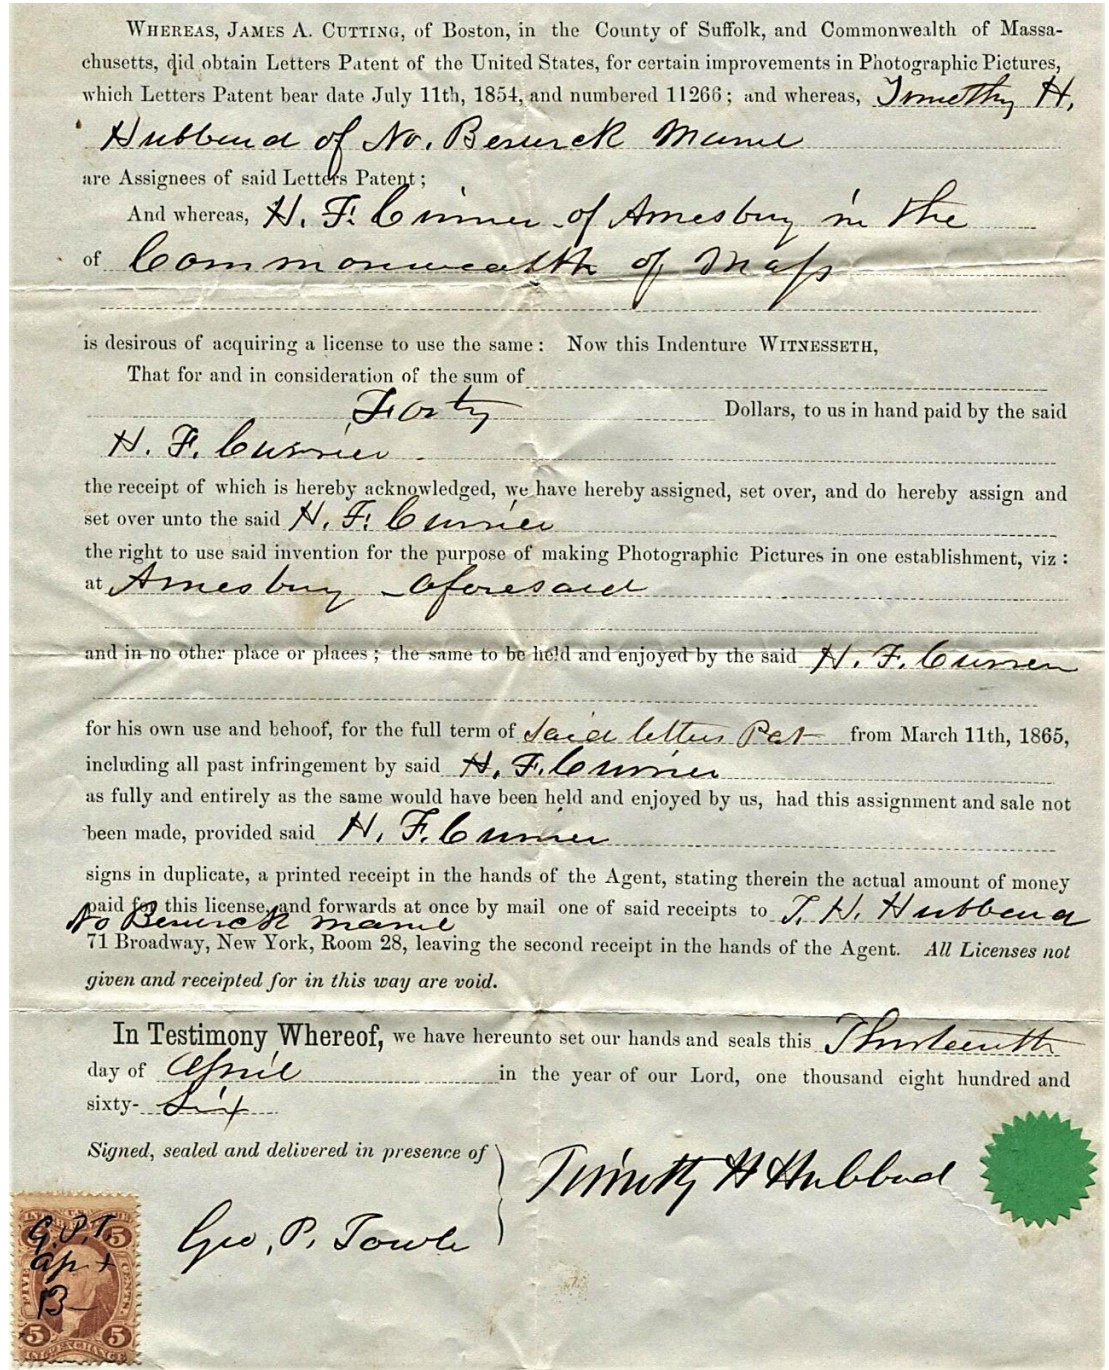 WHEREAS, JAMES A. CUTTING, of Boston, in the County of Suffolk, and Commonwealth of Massa-
chusetts, did obtain Letters Patent of the United States, for certain improvements in Photographic Pictures,
which Letters Patent bear date July 11th, 1854, and numbered 11266; and whereas, Timothy H.
Hubbard of No. Berwick Maine
are Assignees of said Letters Patent;
And whereas, H. F. Currier of Amesbury in the
of Commonwealth of Mass
is desirous of acquiring a license to use the same: Now this Indenture WITNESSETH,
That for and in consideration of the sum of
Forty Dollars, to us in hand paid by the said
H. F. Currier
the receipt of which is hereby acknowledged, we have hereby assigned, set over, and do hereby assign and
set over unto the said H. F. Currier
the right to use said invention for the purpose of making Photographic Pictures in one establishment, viz:
at Amesbury aforesaid
and in no other place or places; the same to be held and enjoyed by the said H. F. Currier
for his own use and behoof, for the full term of said letters Pat from March 11th, 1865,
including all past infringement by said H. F. Currier
as fully and entirely as the same would have been held and enjoyed by us, had this assignment and sale not
been made, provided said H. F. Currier
signs in duplicate, a printed receipt in the hands of the Agent, stating therein the actual amount of money
paid for this license, and forwards at once by mail one of said receipts to T. H. Hubbard
No Berwick Maine
71 Broadway, New York, Room 28, leaving the second receipt in the hands of the Agent. All Licenses not
given and receipted for in this way are void.
In Testimony Whereof, we have hereunto set our hands and seals this Thirteenth
day of April in the year of our Lord, one thousand eight hundred and
sixty- Six
Signed, sealed and delivered in presence of
Timothy H Hubbard
Geo. P. Towle
G.P.T.
Ap
13
5 5
FIVE CENTS
5 5
IND EXCHANGE